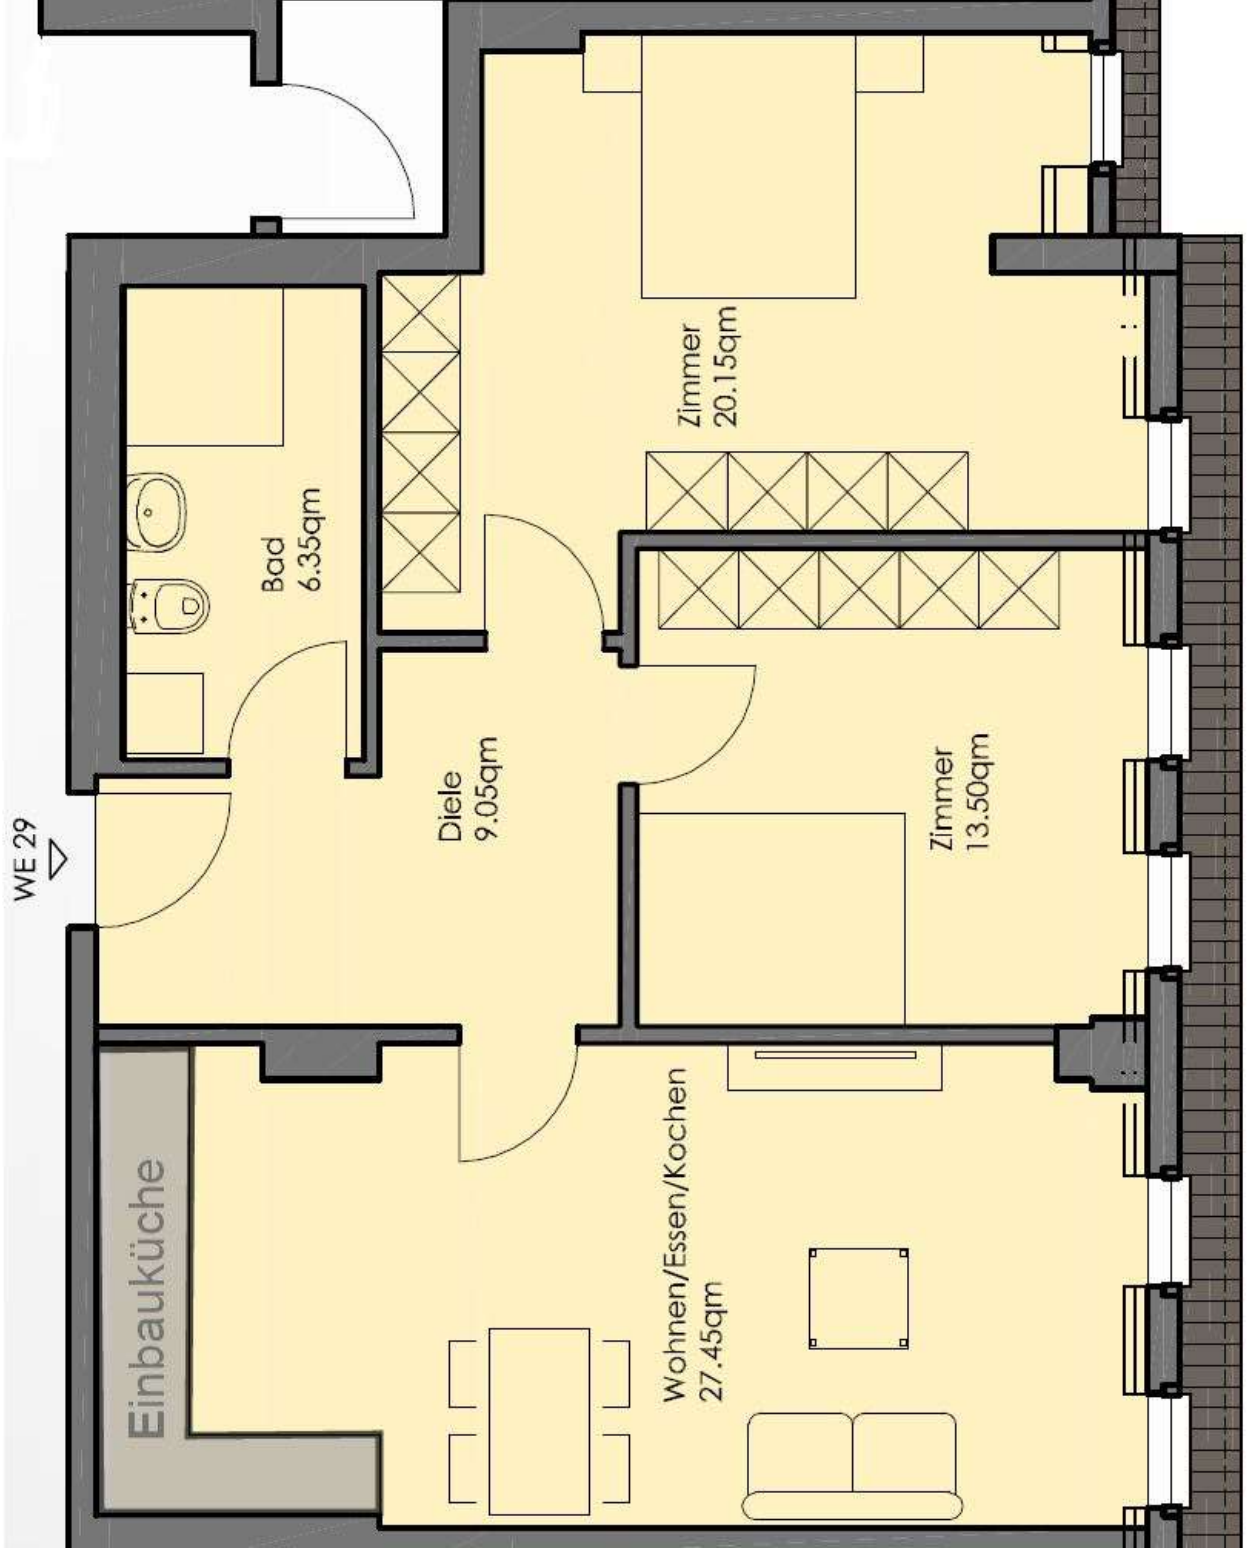 Zimmer
20.15qm
Bad
6.35qm
Diele
9.05qm
Zimmer
13.50qm
WE 29
Einbauküche
Wohnen/Essen/Kochen
27.45qm